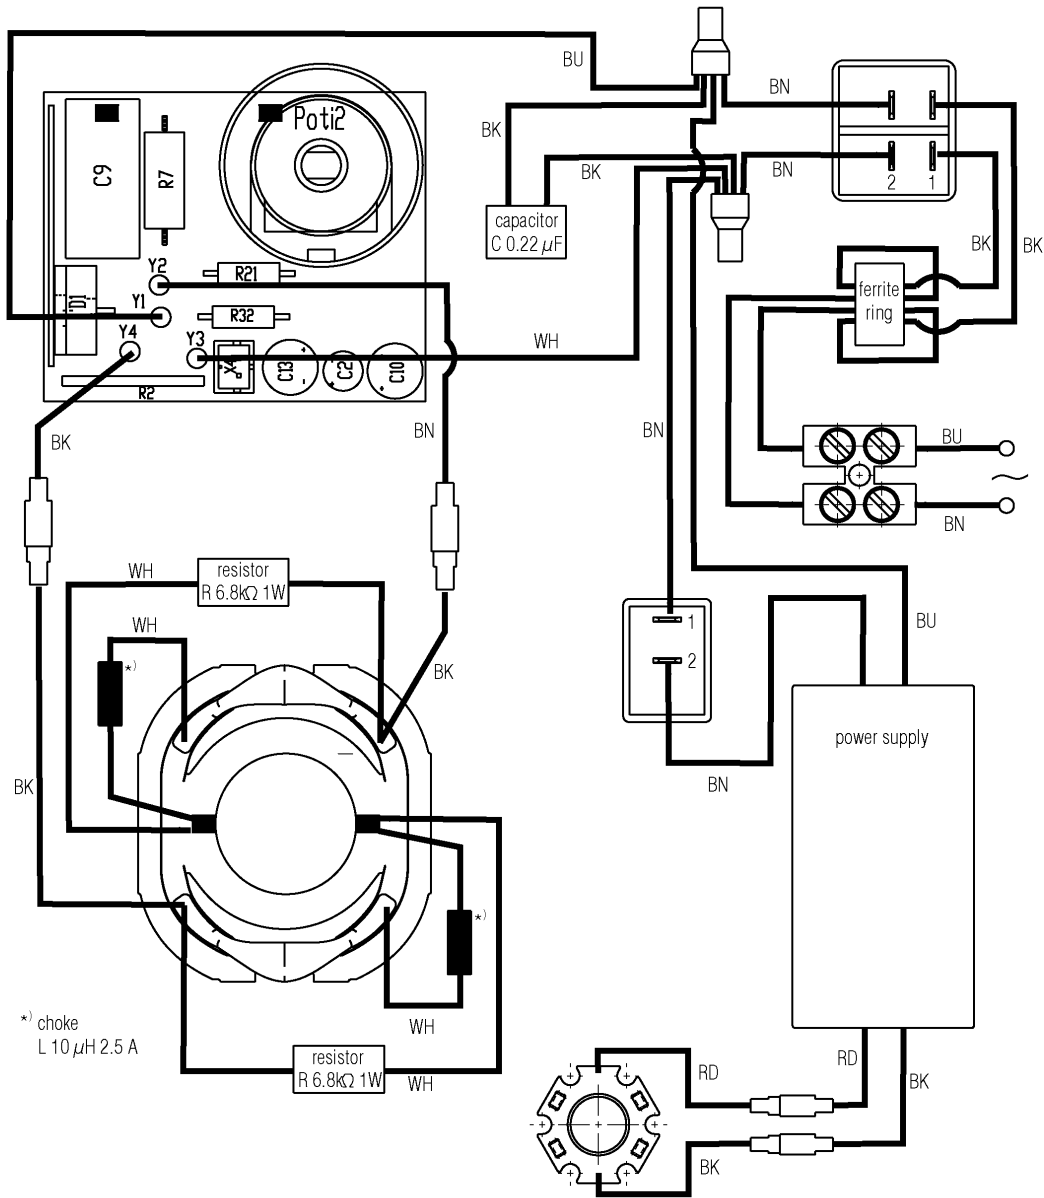 BU
BN
BK
BK
BN
2
1
BK
BK
capacitor
C 0.22 µF
Poti2
C9
R7
Y2
R21
D1
Y1
R32
Y4
Y3
X4
C13
C2
C10
R2
WH
ferrite
ring
BK
BN
BN
BU
BN
WH
resistor
R 6.8kΩ 1W
WH
*)
BK
1
2
BU
power supply
BK
BN
*)
WH
*) choke
L 10 µH 2.5 A
resistor
R 6.8kΩ 1W
WH
RD
RD
BK
BK